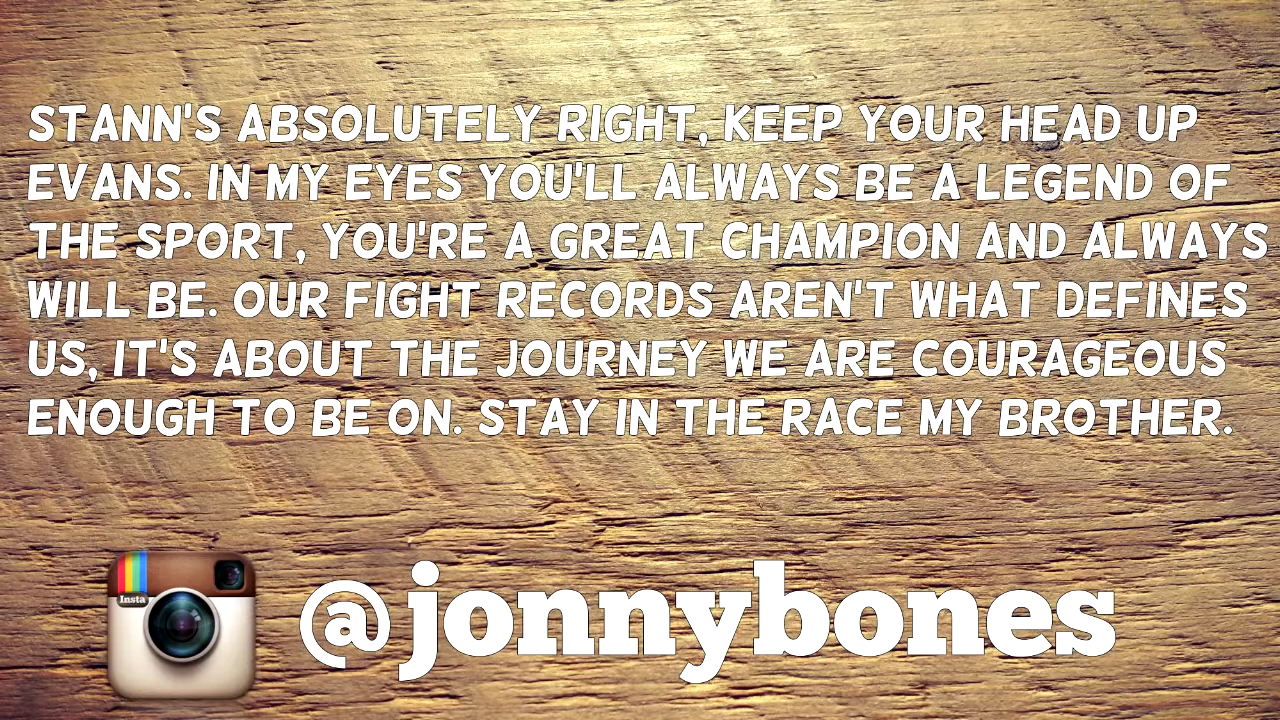 STANN'S ABSOLUTELY RIGHT, KEEP YOUR HEAD UP
EVANS. IN MY EYES YOU'LL ALWAYS BE A LEGEND OF
THE SPORT, YOU'RE A GREAT CHAMPION AND ALWAYS
WILL BE. OUR FIGHT RECORDS AREN'T WHAT DEFINES
US, IT'S ABOUT THE JOURNEY WE ARE COURAGEOUS
ENOUGH TO BE ON. STAY IN THE RACE MY BROTHER.
Insta
@jonnybones